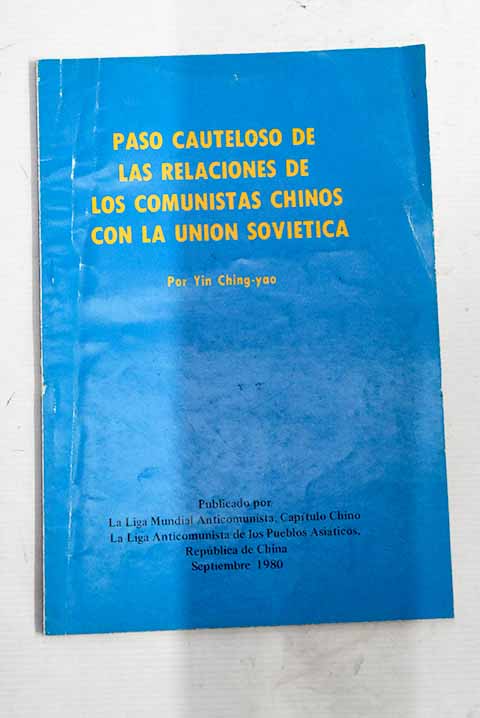 PASO CAUTELOSO DE
LAS RELACIONES DE
LOS COMUNISTAS CHINOS
CON LA UNION SOVIETICA
Por Yin Ching-yao
Publicado por
La Liga Mundial Anticomunista, Capítulo Chino
La Liga Anticomunista de los Pueblos Asiáticos,
República de China
Septiembre 1980